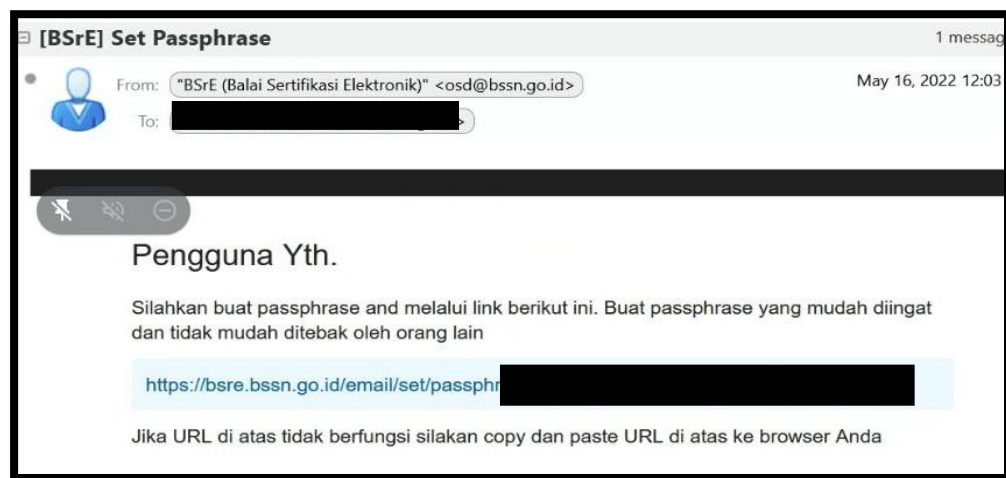 [BSrE] Set Passphrase
1 messag
From: "BSrE (Balai Sertifikasi Elektronik)" <osd@bssn.go.id>
May 16, 2022 12:03
To: >
Pengguna Yth.
Silahkan buat passphrase and melalui link berikut ini. Buat passphrase yang mudah diingat
dan tidak mudah ditebak oleh orang lain
https://bsre.bssn.go.id/email/set/passphr
Jika URL di atas tidak berfungsi silakan copy dan paste URL di atas ke browser Anda